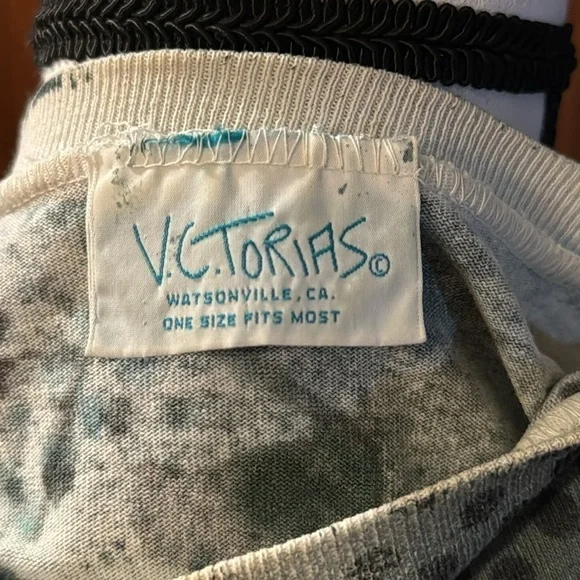 V.C.TORIAS©
WATSONVILLE, CA.
ONE SIZE FITS MOST